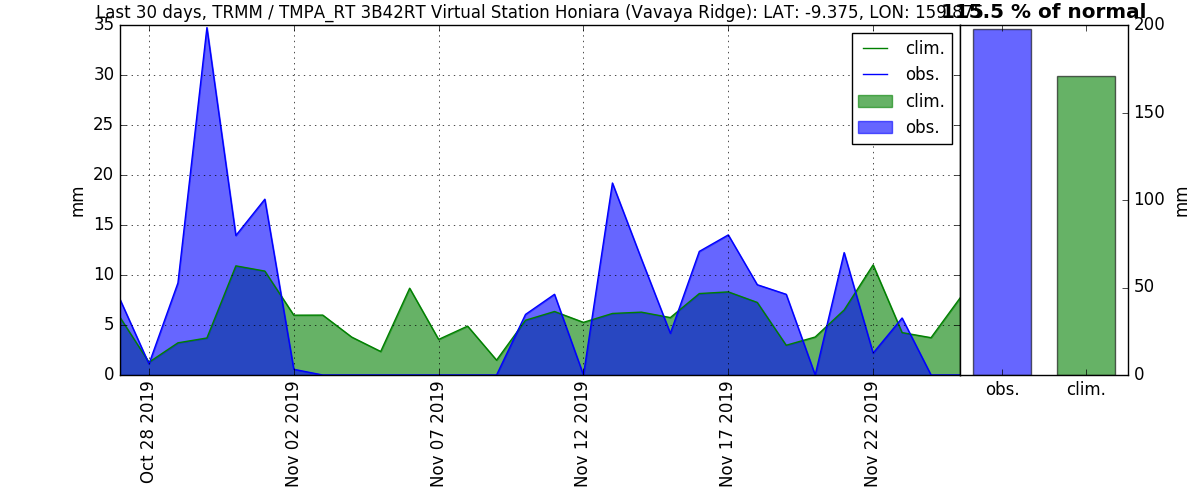 Last 30 days, TRMM / TMPA_RT 3B42RT Virtual Station Honiara (Vavaya Ridge): LAT: -9.375, LON:
115.5 % of normal
35
30
25
20
15
10
5
0
mm
clim.
obs.
clim.
obs.
Oct 28 2019
Nov 02 2019
Nov 07 2019
Nov 12 2019
Nov 17 2019
Nov 22 2019
200
150
100
50
0
mm
obs.
clim.